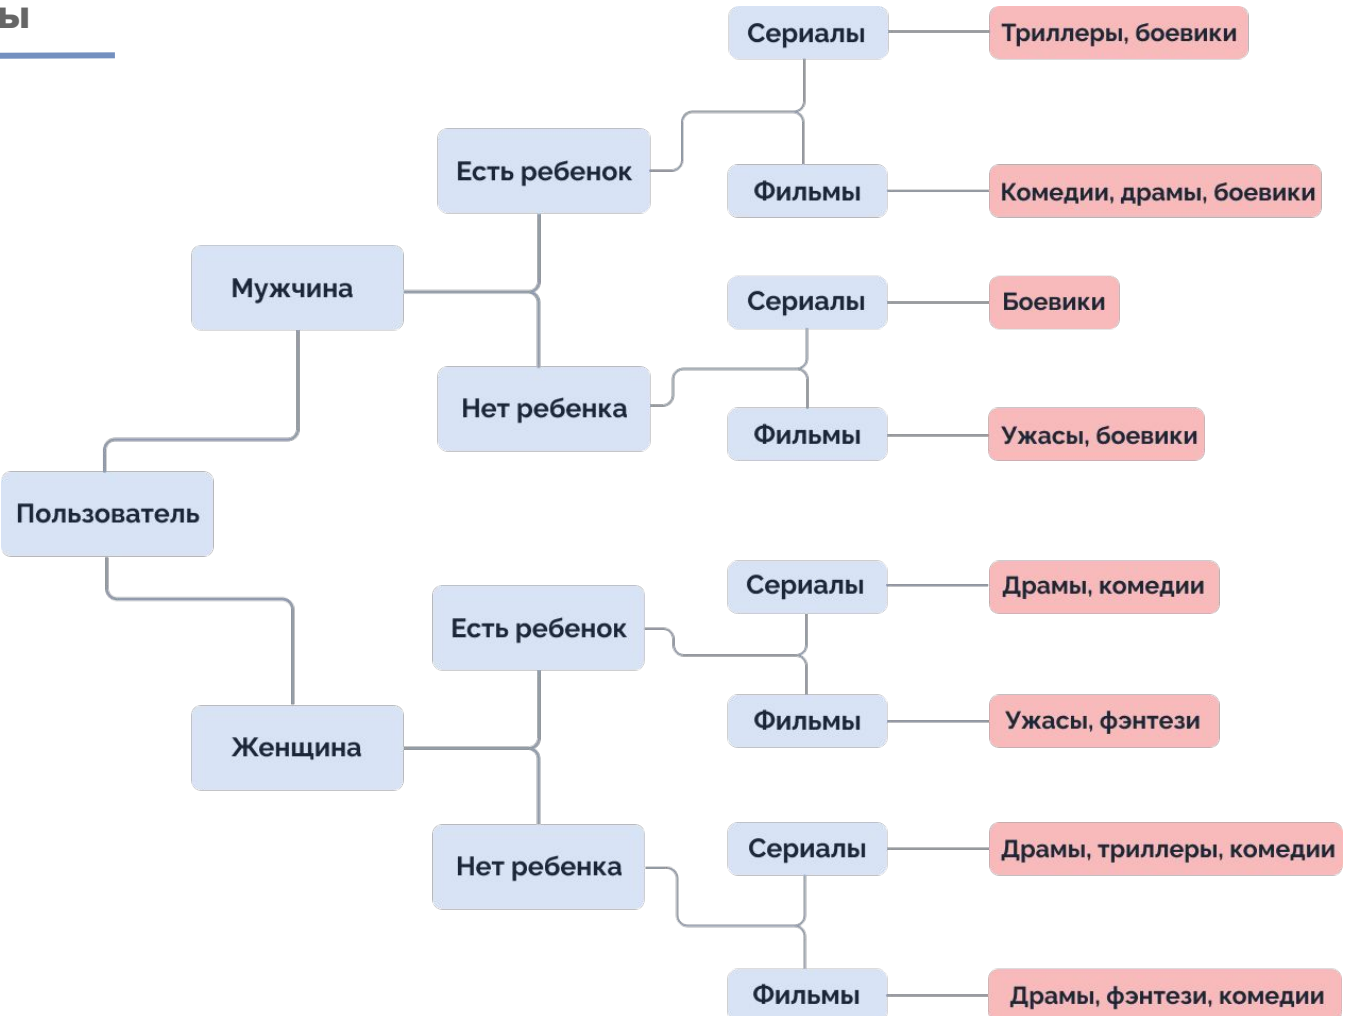 ы
Сериалы
Триллеры, боевики
Есть ребенок
Фильмы
Комедии, драмы, боевики
Мужчина
Сериалы
Боевики
Нет ребенка
Фильмы
Ужасы, боевики
Пользователь
Сериалы
Драмы, комедии
Есть ребенок
Фильмы
Ужасы, фэнтези
Женщина
Сериалы
Драмы, триллеры, комедии
Нет ребенка
Фильмы
Драмы, фэнтези, комедии